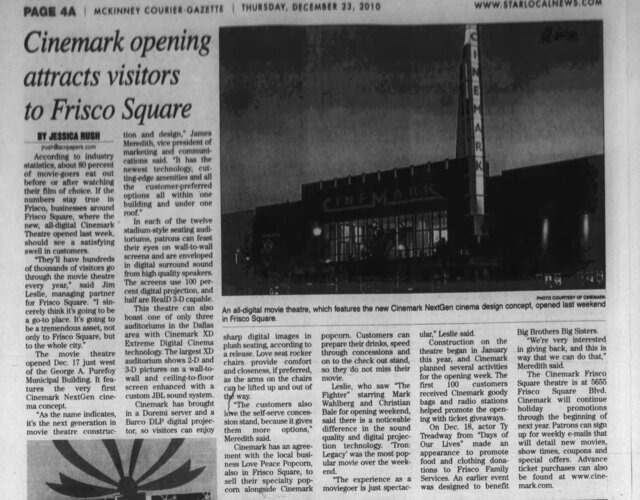 PAGE 4A | MCKINNEY COURIER-GAZETTE | THURSDAY, DECEMBER 23, 2010
WWW.STARLOCALNEWS.COM
Cinemark opening
attracts visitors
to Frisco Square
BY JESSICA RUSH
jrush@acnpapers.com
According to industry
statistics, about 80 percent
of movie-goers eat out
before or after watching
their film of choice. If the
numbers stay true in
Frisco, businesses around
Frisco Square, where the
new, all-digital Cinemark
Theatre opened last week,
should see a satisfying
swell in customers.
"They'll have hundreds
of thousands of visitors go
through the movie theatre
every year," said Jim
Leslie, managing partner
for Frisco Square. "I sin-
cerely think it's going to be
a go-to place. It's going to
be a tremendous asset, not
only to Frisco Square, but
to the whole city."
The movie theatre
opened Dec. 17 just west
of the George A. Purefoy
Municipal Building. It fea-
tures the very first
Cinemark NextGen cine-
ma concept.
"As the name indicates,
it's the next generation in
movie theatre construc-
tion and design," James
Meredith, vice president of
marketing and communi-
cations said. "It has the
newest technology, cut-
ting-edge amenities and all
the customer-preferred
options all within one
building and under one
roof."
In each of the twelve
stadium-style seating audi-
toriums, patrons can feast
their eyes on wall-to-wall
screens and are enveloped
in digital surround sound
from high quality speakers.
The screens use 100 per-
cent digital projection, and
half are RealD 3-D capable.
This theatre can also
boast one of only three
auditoriums in the Dallas
area with Cinemark XD
Extreme Digital Cinema
technology. The largest XD
auditorium shows 2-D and
3-D pictures on a wall-to-
wall and ceiling-to-floor
screen enhanced with a
custom JBL sound system.
Cinemark has brought
in a Doremi server and a
Barco DLP digital projec-
tor, so visitors can enjoy
CINEMARK
CINEMARK
PHOTO COURTESY OF CINEMARK
An all-digital movie theatre, which features the new Cinemark NextGen cinema design concept, opened last weekend
in Frisco Square.
sharp digital images in
plush seating, according to
a release. Love seat rocker
chairs provide comfort
and closeness, if preferred,
as the arms on the chairs
can be lifted up and out of
the way.
"The customers also
love the self-serve conces-
sion stand, because it gives
them more options,"
Meredith said.
Cinemark has an agree-
ment with the local busi-
ness Love Peace Popcorn,
also in Frisco Square, to
sell their specialty pop-
corn alongside Cinemark
popcorn. Customers can
prepare their drinks, speed
through concessions and
on to the check out stand,
so they do not miss their
movie.
Leslie, who saw "The
Fighter" starring Mark
Wahlberg and Christian
Bale for opening weekend,
said there is a noticeable
difference in the sound
quality and digital projec-
tion technology. 'Tron:
Legacy' was the most pop-
ular movie over the week-
end.
"The experience as a
moviegoer is just spectac-
ular," Leslie said.
Construction on the
theatre began in January
this year, and Cinemark
planned several activities
for the opening week. The
first 100 customers
received Cinemark goody
bags and radio stations
helped promote the open-
ing with ticket giveaways.
On Dec. 18, actor Ty
Treadway from "Days of
Our Lives" made an
appearance to promote
food and clothing dona-
tions to Frisco Family
Services. An earlier event
was designed to benefit
Big Brothers Big Sisters.
"We're very interested
in giving back, and this is
way that we can do that,"
Meredith said.
The Cinemark Frisco
Square theatre is at 5655
Frisco Square Blvd.
Cinemark will continue
holiday promotions
through the beginning of
next year. Patrons can sign
up for weekly e-mails that
will detail new movies,
show times, coupons and
special offers. Advance
ticket purchases can also
be found at www.cine-
mark.com.